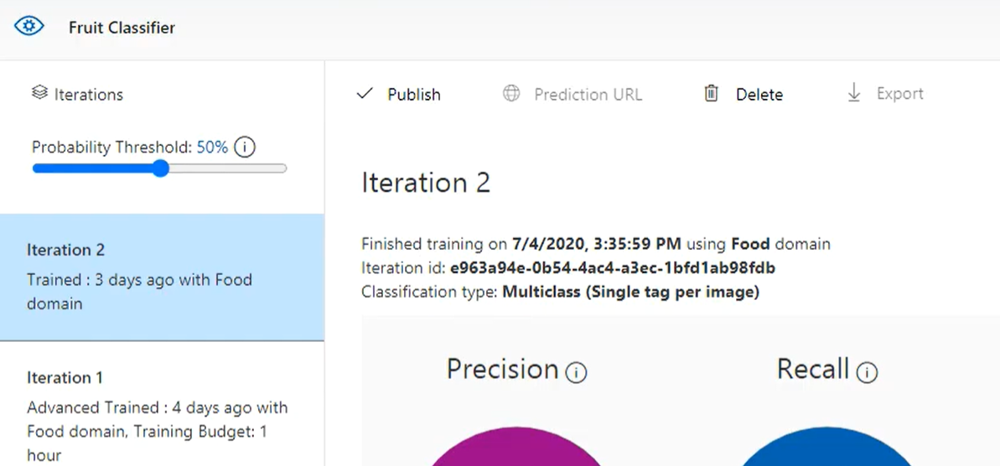 Fruit Classifier
Iterations
Probability Threshold: 50%
Iteration 2
Trained : 3 days ago with Food
domain
Iteration 1
Advanced Trained : 4 days ago with
Food domain, Training Budget: 1
hour
Publish Prediction URL Delete Export
Iteration 2
Finished training on 7/4/2020, 3:35:59 PM using Food domain
Iteration id: e963a94e-0b54-4ac4-a3ec-1bfd1ab98fdb
Classification type: Multiclass (Single tag per image)
Precision Recall